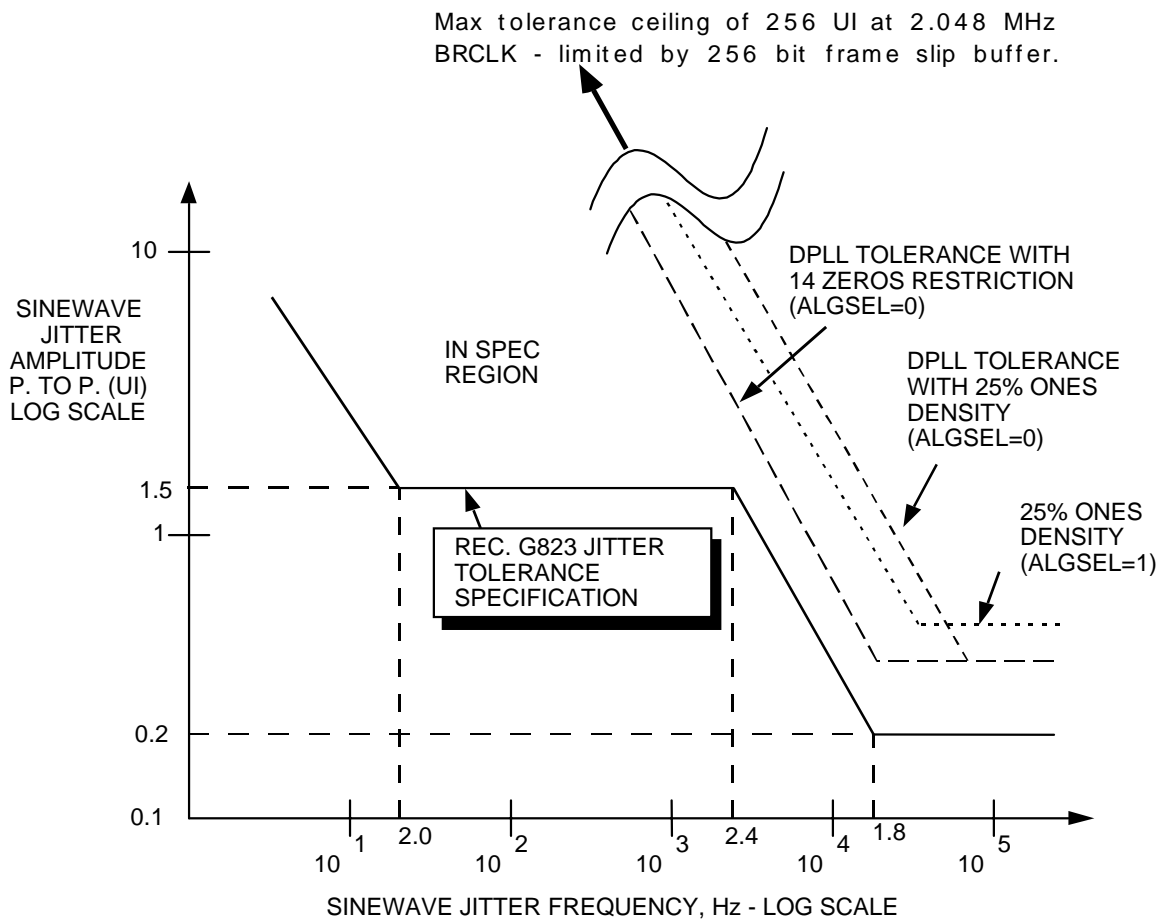 Max tolerance ceiling of 256 UI at 2.048 MHz
BRCLK - limited by 256 bit frame slip buffer.
10
SINEWAVE
JITTER
AMPLITUDE
P. TO P. (UI)
LOG SCALE
IN SPEC
REGION
DPLL TOLERANCE WITH
14 ZEROS RESTRICTION
(ALGSEL=0)
DPLL TOLERANCE
WITH 25% ONES
DENSITY
(ALGSEL=0)
1.5
1
REC. G823 JITTER
TOLERANCE
SPECIFICATION
25% ONES
DENSITY
(ALGSEL=1)
0.2
0.1
10 1
2.0
10 2
10 3
2.4
10 4
1.8
10 5
SINEWAVE JITTER FREQUENCY, Hz - LOG SCALE